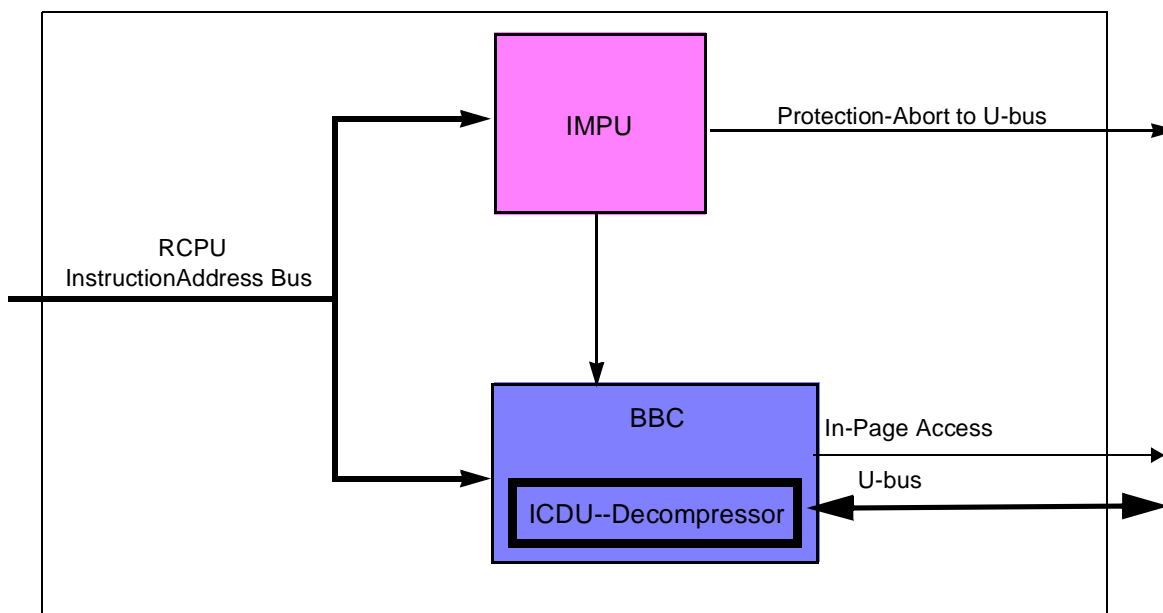 IMPU
Protection-Abort to U-bus
RCPU
InstructionAddress Bus
BBC
In-Page Access
U-bus
ICDU--Decompressor